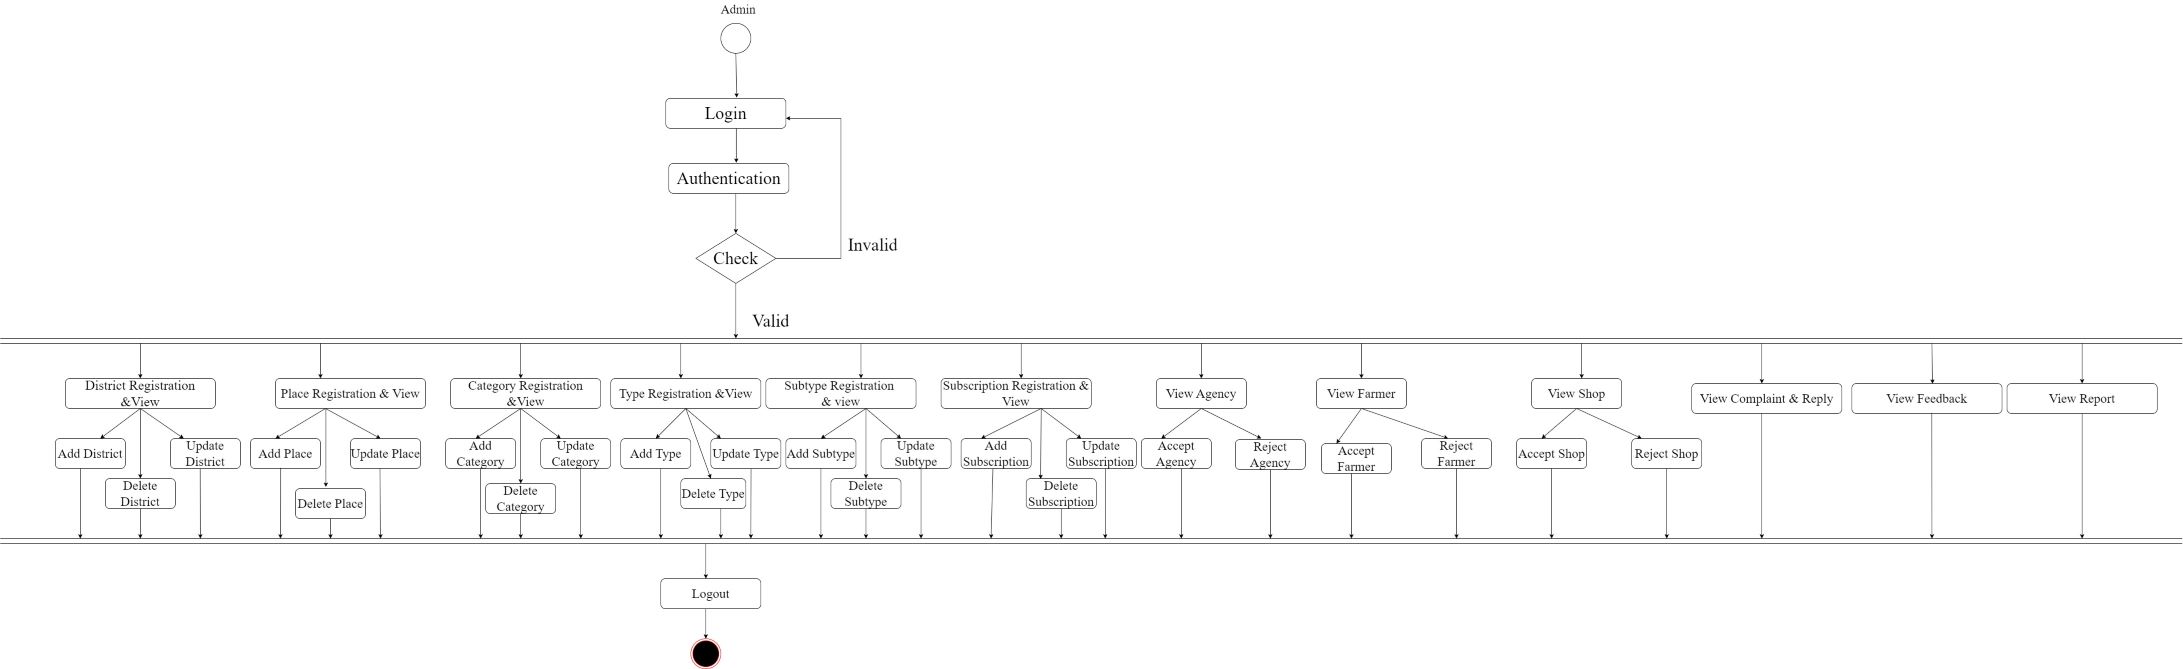 Admin
Login
Authentication
Check
Invalid
Valid
District Registration
&View
Add District
Delete
District
Update
District
Place Registration & View
Add Place
Delete Place
Update Place
Category Registration
&View
Add
Category
Delete
Category
Update
Category
Type Registration &View
Add Type
Delete Type
Update Type
Subtype Registration
& view
Add Subtype
Delete
Subtype
Update
Subtype
Subscription Registration &
View
Add
Subscription
Delete
Subscription
Update
Subscription
View Agency
Accept
Agency
Reject
Agency
View Farmer
Accept
Farmer
Reject
Farmer
View Shop
Accept Shop
Reject Shop
View Complaint & Reply
View Feedback
View Report
Logout